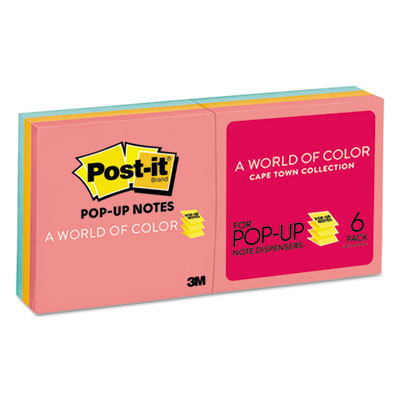 Post-it
Brand
POP-UP NOTES
A WORLD OF COLOR
3M
A WORLD OF COLOR
CAPE TOWN COLLECTION
FOR
POP-UP
NOTE DISPENSERS
6
PACK